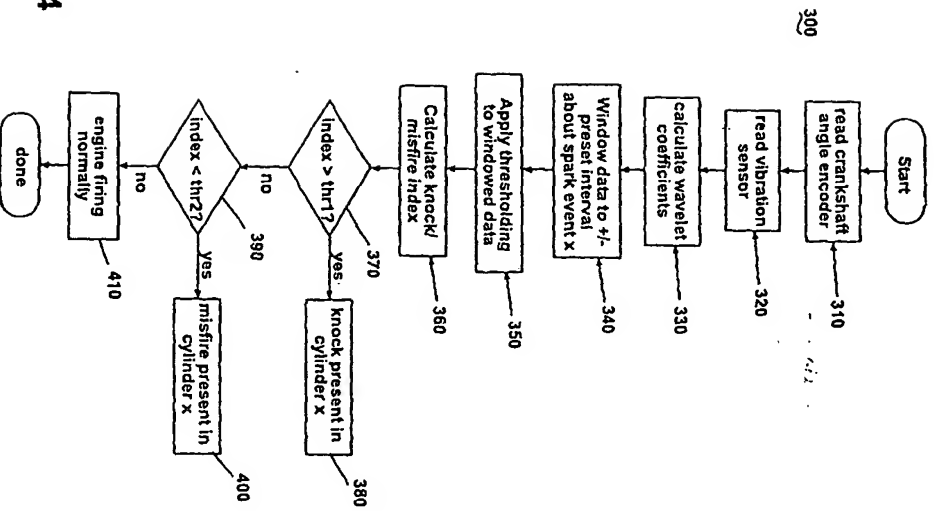 300
Start
read crankshaft
angle encoder
310
read vibration
sensor
320
calculate wavelet
coefficients
330
Window data to +/-
preset interval
about spark event x
340
Apply thresholding
to windowed data
350
Calculate knock/
misfire index
360
index > thr1?
370
yes
knock present in
cylinder x
380
no
index < thr2?
390
yes
misfire present in
cylinder x
400
no
engine firing
normally
410
done